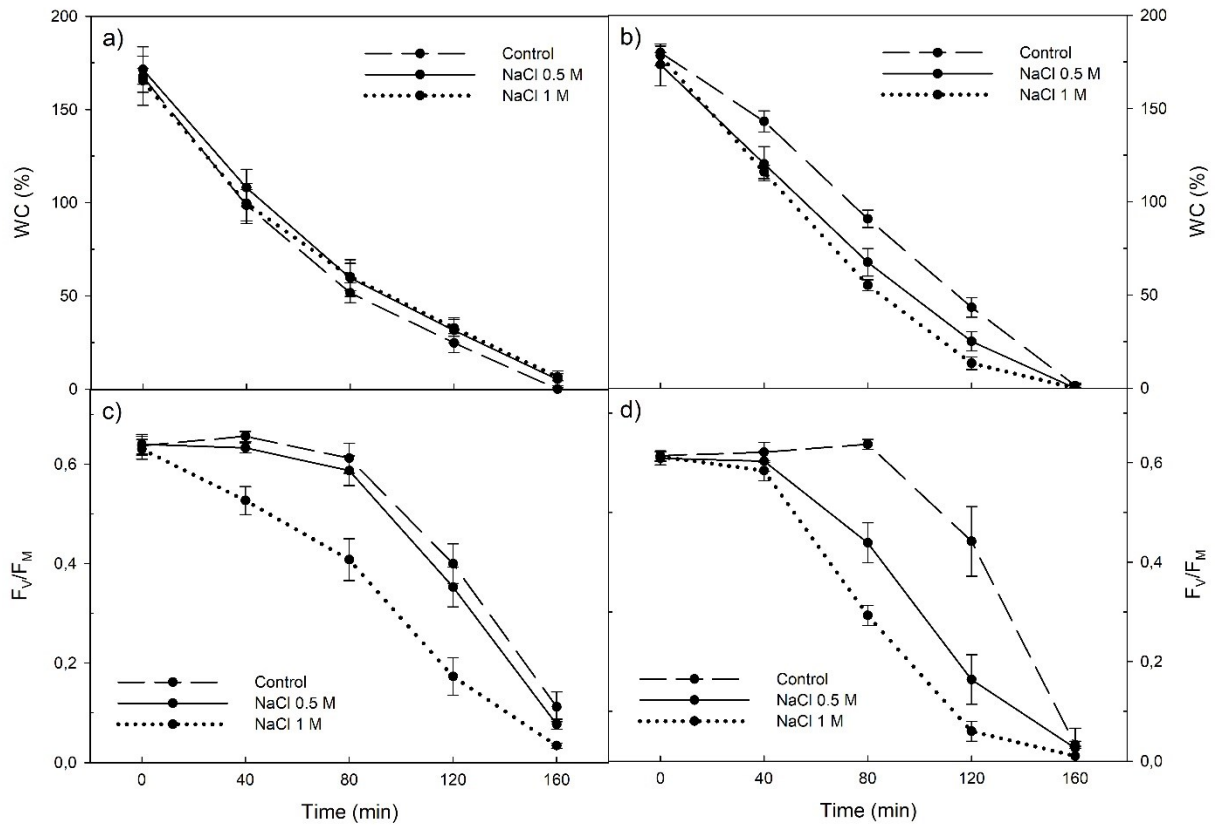 a)
200
150
100
50
0
WC (%)
Control
NaCl 0.5 M
NaCl 1 M
b)
Control
NaCl 0.5 M
NaCl 1 M
200
150
100
50
0
WC (%)
c)
0,6
0,4
0,2
0,0
FV/FM
Control
NaCl 0.5 M
NaCl 1 M
0 40 80 120 160
Time (min)
d)
Control
NaCl 0.5 M
NaCl 1 M
0,6
0,4
0,2
0,0
FV/FM
0 40 80 120 160
Time (min)